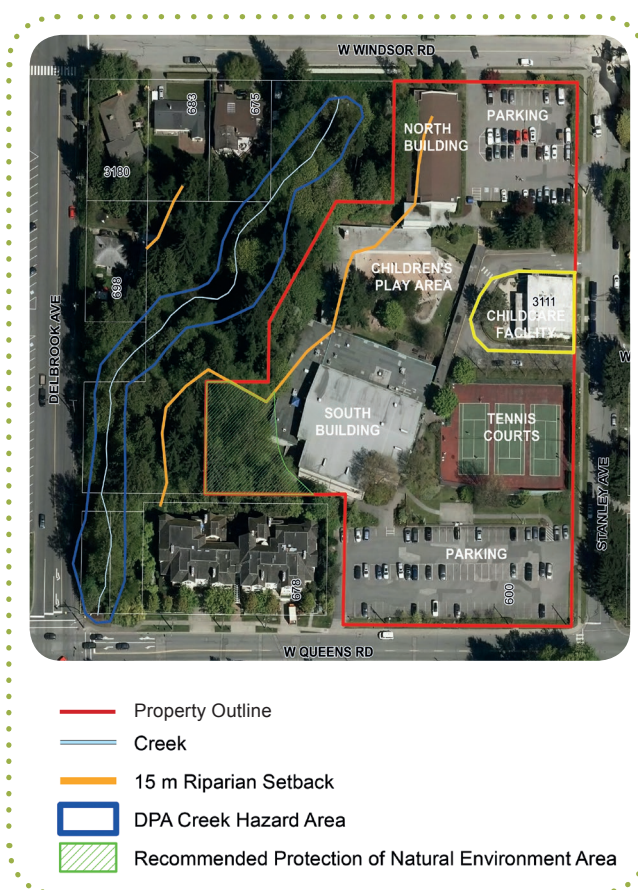 W WINDSOR RD
683
675
NORTH
BUILDING
PARKING
3180
CHILDREN'S
PLAY AREA
698
3111
CHILDCARE
FACILITY
W
DELBROOK AVE
SOUTH
BUILDING
TENNIS
COURTS
STANLEY AVE
PARKING
678
600
W QUEENS RD
Property Outline
Creek
15 m Riparian Setback
DPA Creek Hazard Area
Recommended Protection of Natural Environment Area